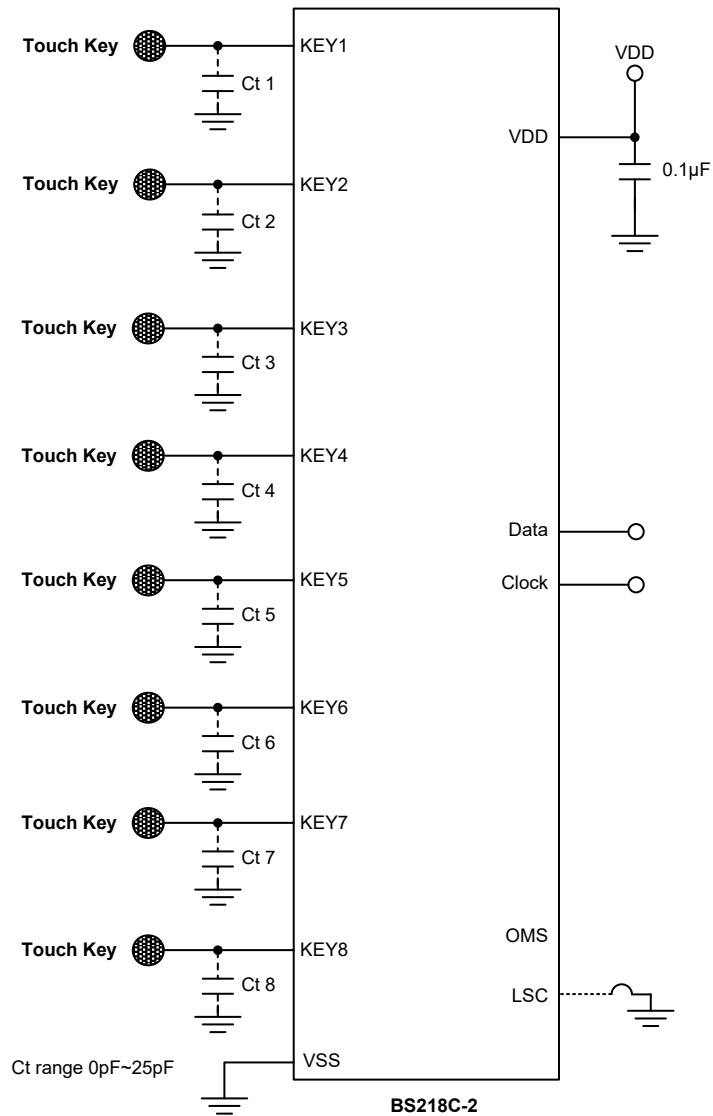 Touch Key
KEY1
VDD
Ct 1
VDD
0.1µF
Touch Key
KEY2
Ct 2
Touch Key
KEY3
Ct 3
Touch Key
KEY4
Ct 4
Data
Touch Key
KEY5
Clock
Ct 5
Touch Key
KEY6
Ct 6
Touch Key
KEY7
Ct 7
Touch Key
KEY8
OMS
Ct 8
LSC
Ct range 0pF~25pF
VSS
BS218C-2